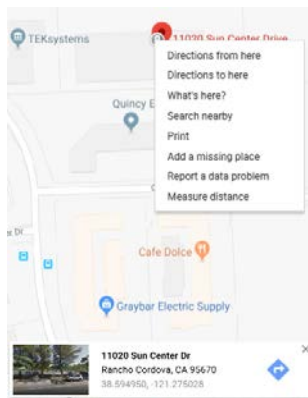 TEKsystems
11020 Sun Center Drive
Directions from here
Directions to here
What's here?
Quincy E
Search nearby
Print
Add a missing place
Report a data problem
Measure distance
Cafe Dolce
Graybar Electric Supply
11020 Sun Center Dr
Rancho Cordova, CA 95670
38.594950, -121.275028